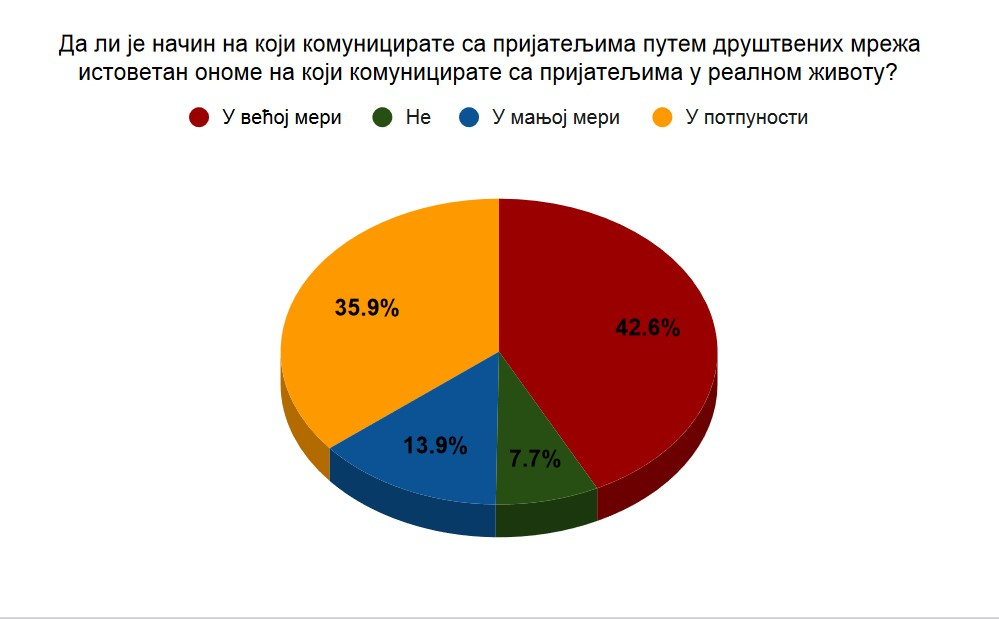 Да ли је начин на који комуницирате са пријатељима путем друштвених мрежа
истоветан ономе на који комуницирате са пријатељима у реалном животу?
У већој мери Не У мањој мери У потпуности
35.9%
42.6%
13.9%
7.7%